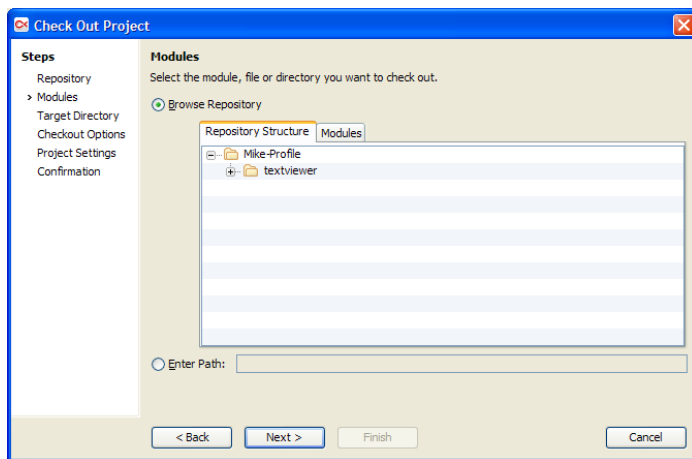 Check Out Project
Steps
Repository
> Modules
Target Directory
Checkout Options
Project Settings
Confirmation
Modules
Select the module, file or directory you want to check out.
Browse Repository
Repository Structure
Modules
Mike-Profile
textviewer
Enter Path:
< Back
Next >
Finish
Cancel